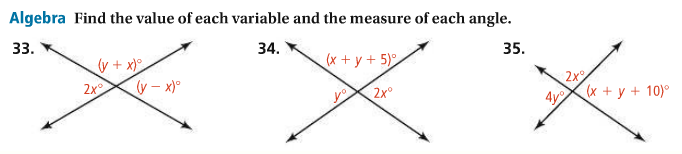 Algebra Find the value of each variable and the measure of each angle.
33.
(y + x)°
2x°
(y − x)°
34.
(x + y + 5)°
y°
2x°
35.
2x°
4y°
(x + y + 10)°